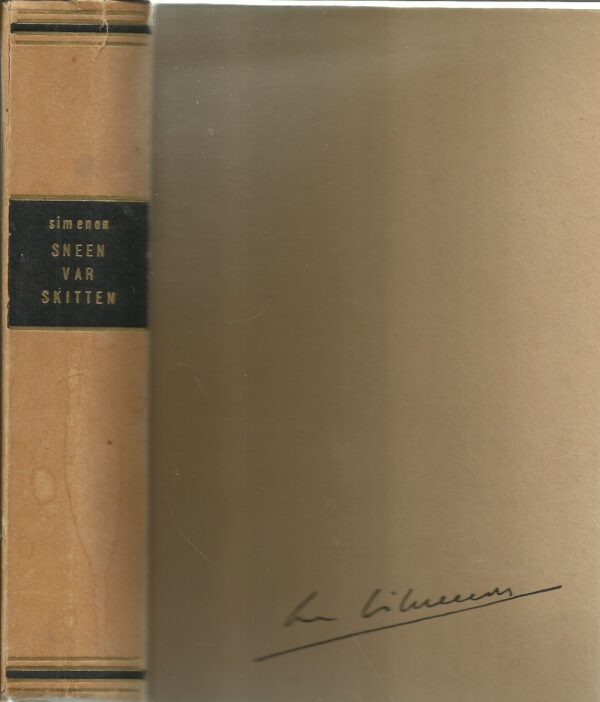 simenon
SNEEN
VAR
SKITTEN